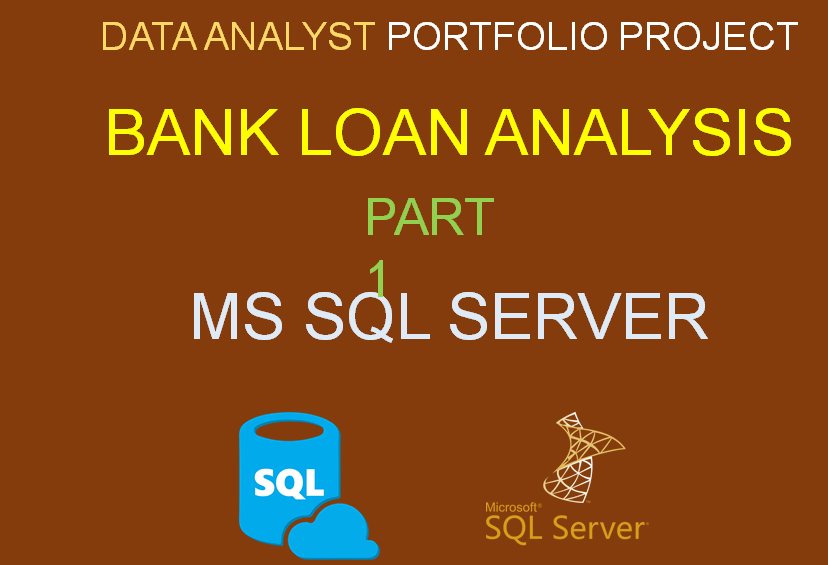 DATA ANALYST PORTFOLIO PROJECT
BANK LOAN ANALYSIS
PART
1
MS SQL SERVER
SQL
Microsoft®
SQL Server